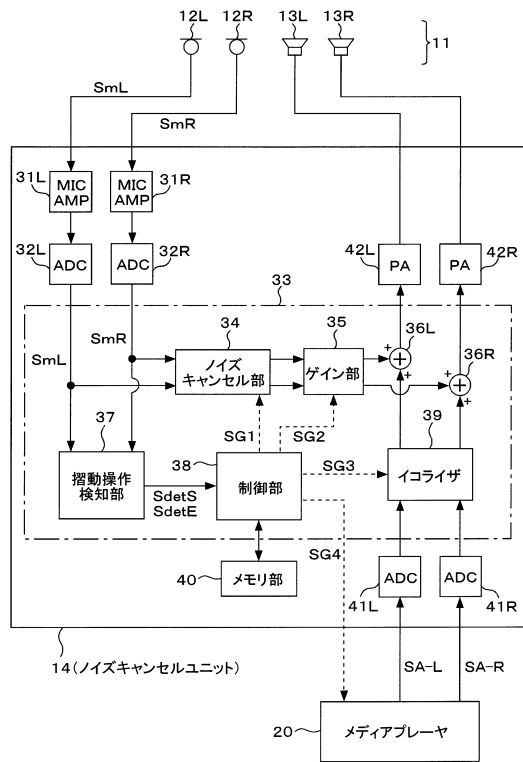 12L 12R 13L 13R
11
SmL
SmR
31L MIC AMP
MIC AMP 31R
32L ADC
ADC 32R
42L PA
PA 42R
33
SmL
SmR
34
ノイズ
キャンセル部
35
ゲイン部
+ 36L
+
+ 36R
+
37
摺動操作
検知部
SG1
SG2
38
制御部
SG3
39
イコライザ
SdetS
SdetE
SG4
40 メモリ部
41L ADC
ADC 41R
14(ノイズキャンセルユニット)
SA-L
SA-R
20 メディアプレーヤ